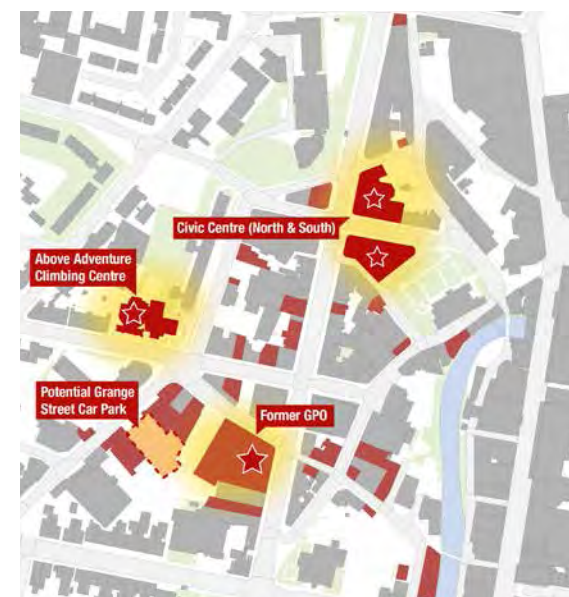 Civic Centre (North & South)
Above Adventure
Climbing Centre
Potential Grange
Street Car Park
Former GPO